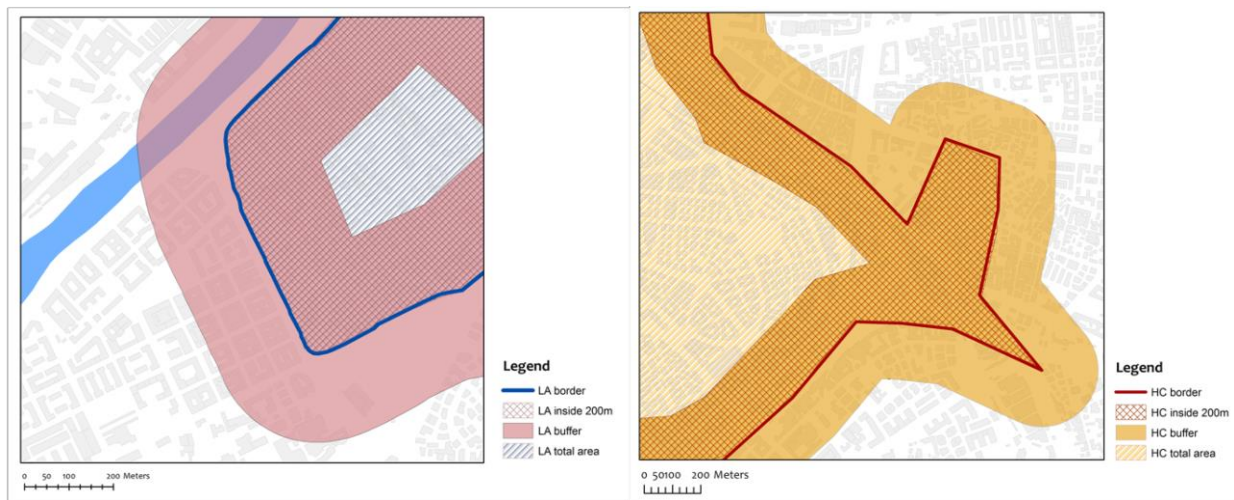 Legend
LA border
LA inside 200m
LA buffer
LA total area
0 50 100 200 Meters
Legend
HC border
HC inside 200m
HC buffer
HC total area
0 50100 200 Meters